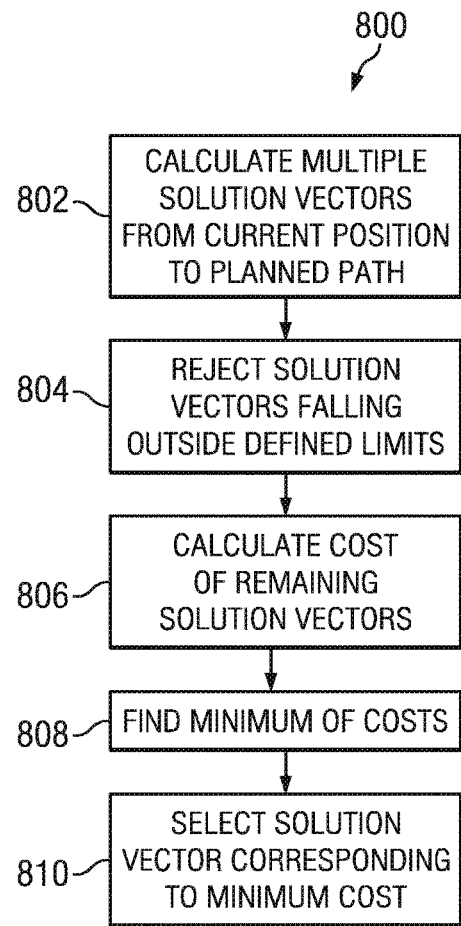 800
802
CALCULATE MULTIPLE
SOLUTION VECTORS
FROM CURRENT POSITION
TO PLANNED PATH
804
REJECT SOLUTION
VECTORS FALLING
OUTSIDE DEFINED LIMITS
806
CALCULATE COST
OF REMAINING
SOLUTION VECTORS
808
FIND MINIMUM OF COSTS
810
SELECT SOLUTION
VECTOR CORRESPONDING
TO MINIMUM COST